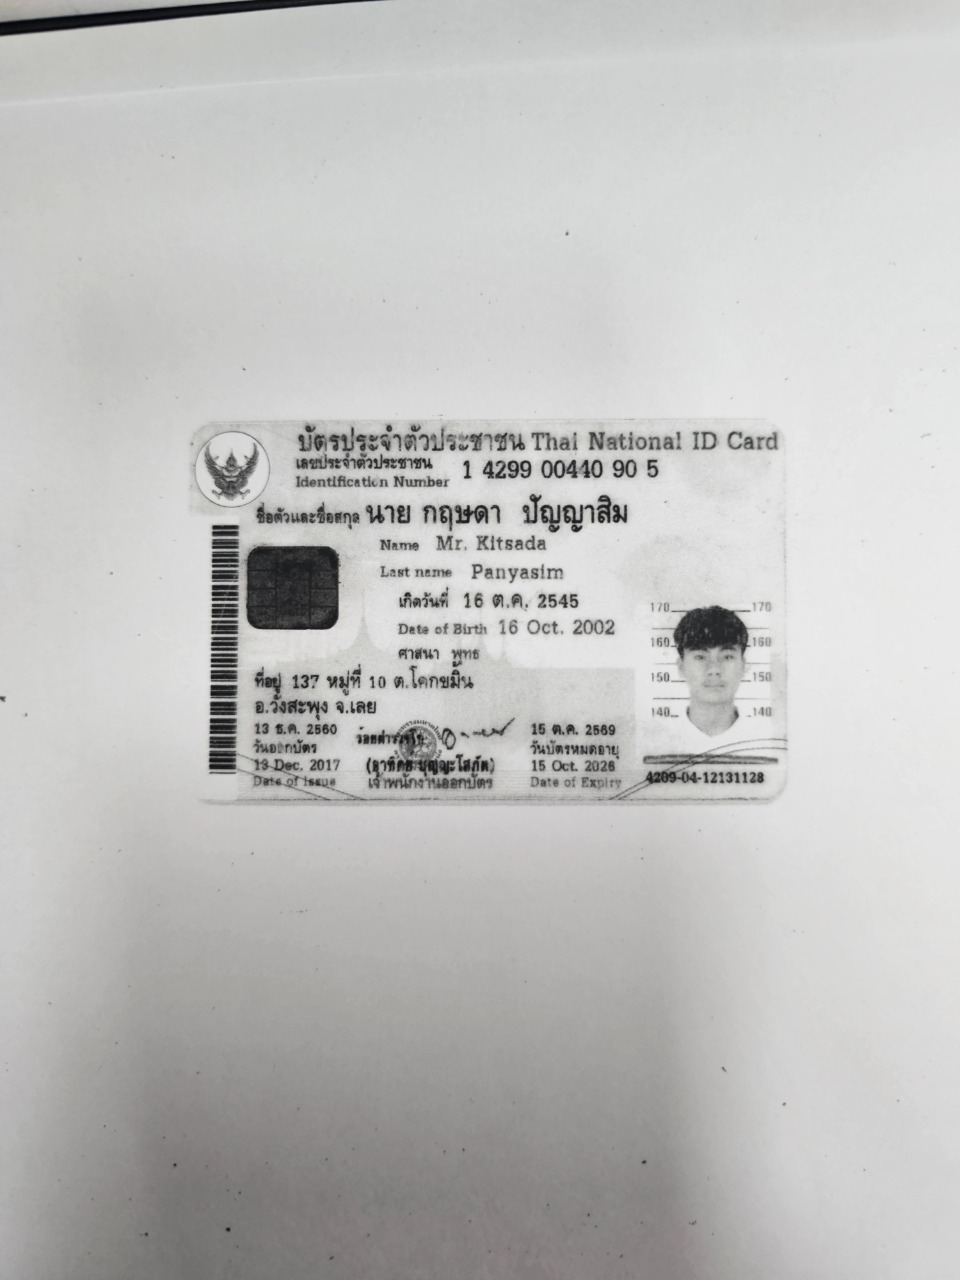 บัตรประจำตัวประชาชน Thai National ID Card
เลขประจำตัวประชาชน 1 4299 00440 90 5
Identification Number
ชื่อตัวและชื่อสกุล นาย กฤษดา ปัญญาสิม
Name Mr. Kitsada
Last name Panyasim
เกิดวันที่ 16 ต.ค. 2545
Date of Birth 16 Oct. 2002
ศาสนา พุทธ
ที่อยู่ 137 หมู่ที่ 10 ต.โคกขมิ้น
อ.วังสะพุง จ.เลย
13 ธ.ค. 2560
วันออกบัตร
13 Dec. 2017
Date of Issue
เจ้าพนักงานออกบัตร
15 ต.ค. 2569
วันบัตรหมดอายุ
15 Oct. 2026
Date of Expiry
170 170
160 160
150 150
140 140
4209-04-12131128